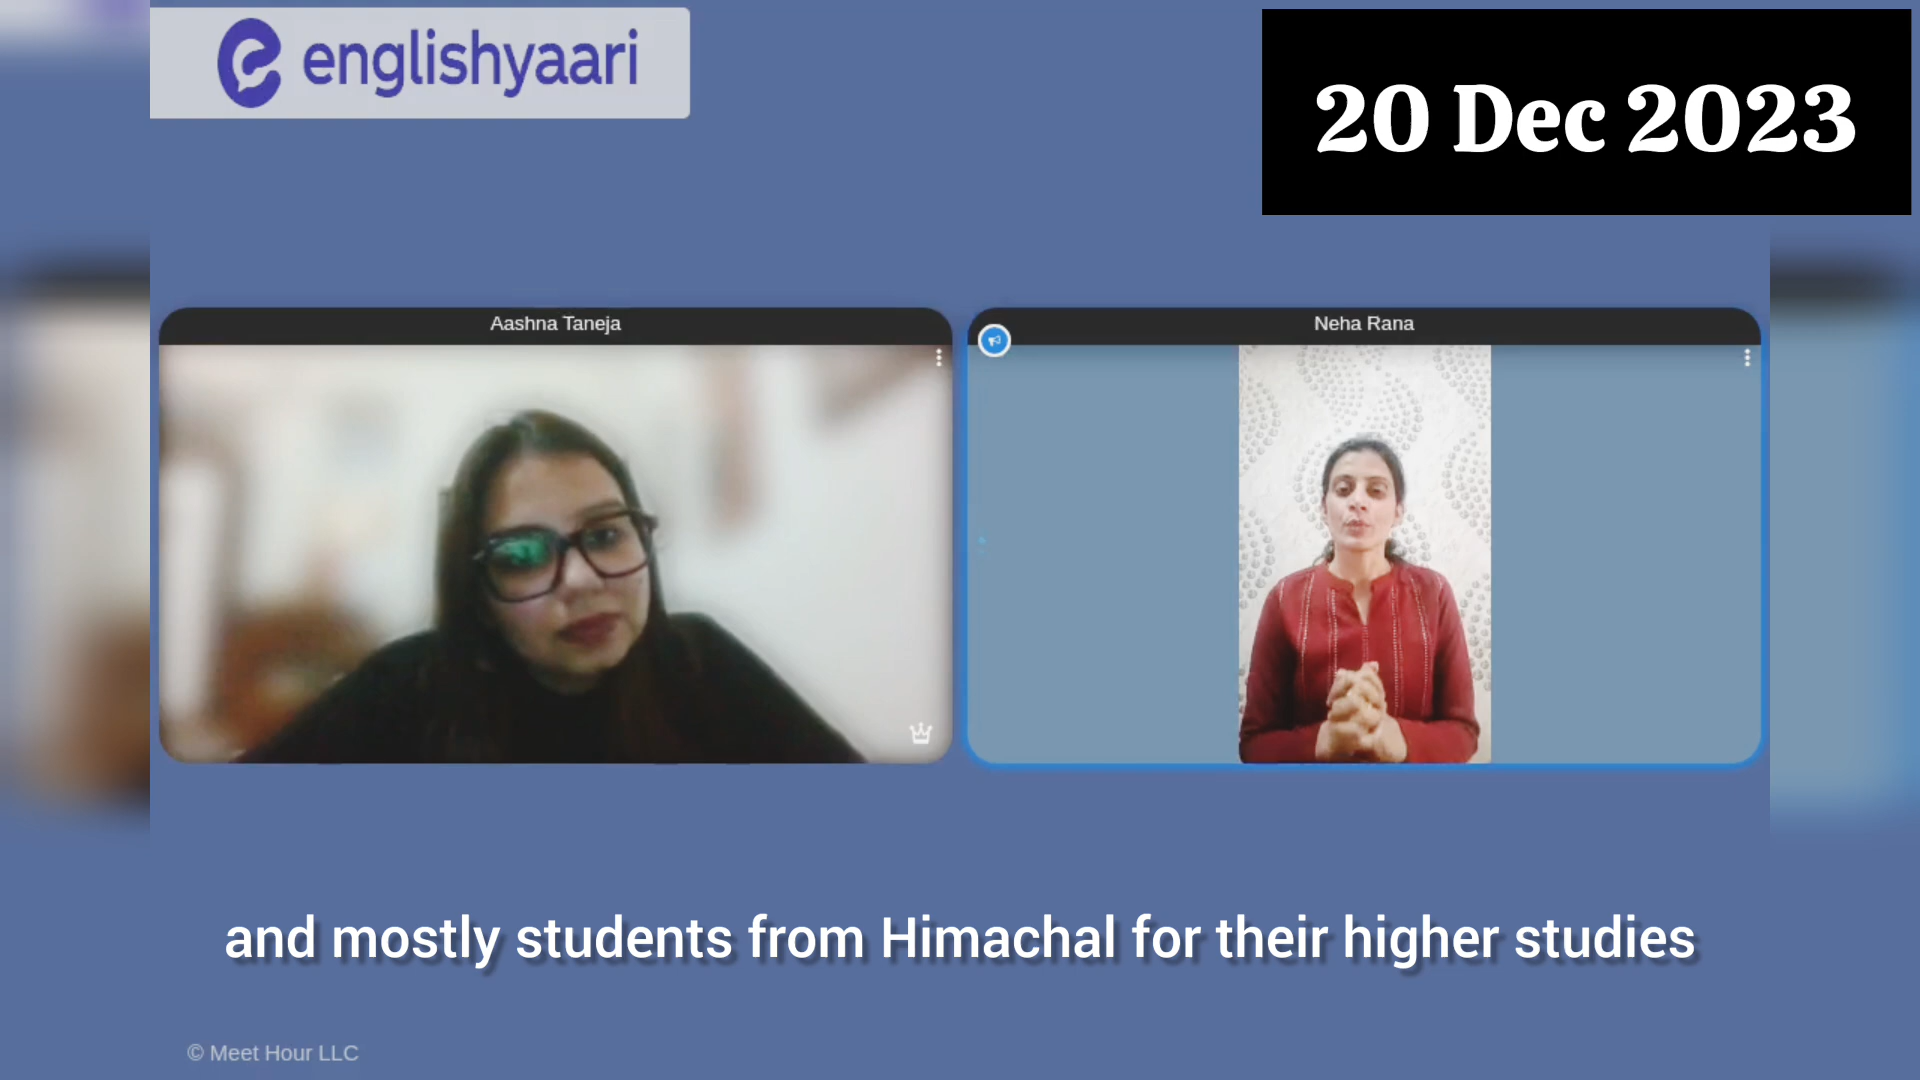 englishyaari
20 Dec 2023
Aashna Taneja
Neha Rana
and mostly students from Himachal for their higher studies
© Meet Hour LLC